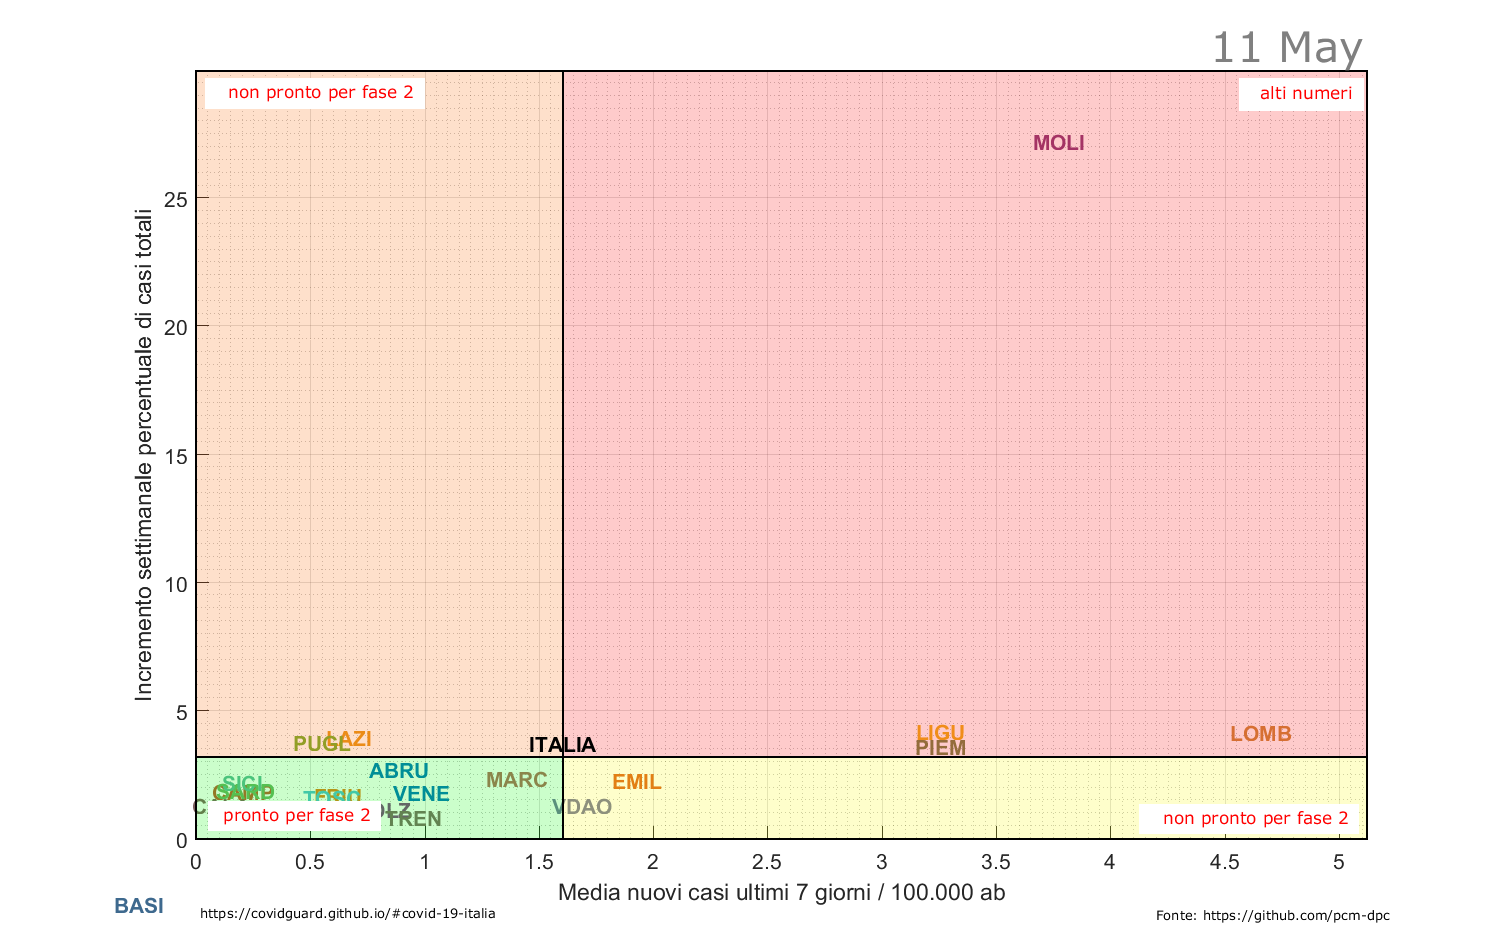 11 May
non pronto per fase 2
alti numeri
MOLI
Incremento settimanale percentuale di casi totali
25
20
15
10
5
0
LIGU
LOMB
LAZI
PUGL
ITALIA
PIEM
ABRU
MARC
EMIL
SICI
CAMP
VENE
FRIU
VDAO
TREN
pronto per fase 2
non pronto per fase 2
0 0.5 1 1.5 2 2.5 3 3.5 4 4.5 5
Media nuovi casi ultimi 7 giorni / 100.000 ab
BASI
https://covidguard.github.io/#covid-19-italia
Fonte: https://github.com/pcm-dpc